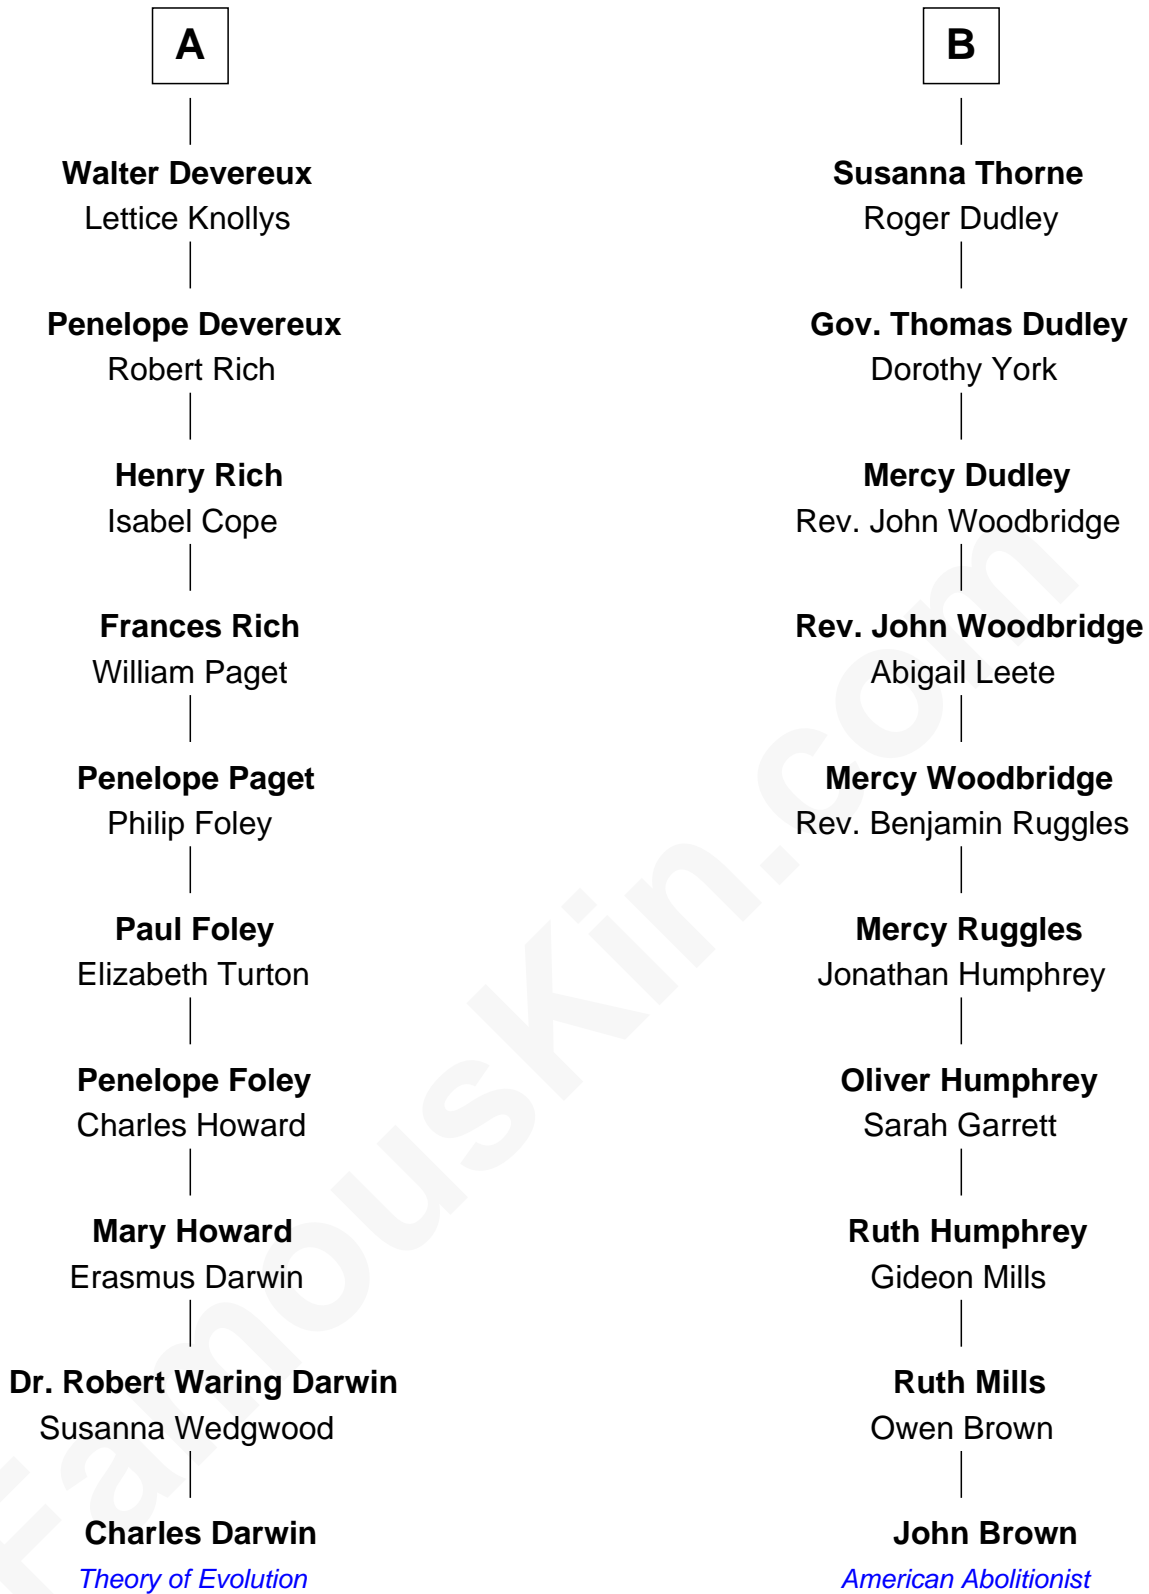 A
Walter Devereux
Lettice Knollys
Penelope Devereux
Robert Rich
Henry Rich
Isabel Cope
Frances Rich
William Paget
Penelope Paget
Philip Foley
Paul Foley
Elizabeth Turton
Penelope Foley
Charles Howard
Mary Howard
Erasmus Darwin
Dr. Robert Waring Darwin
Susanna Wedgwood
Charles Darwin
Theory of Evolution
B
Susanna Thorne
Roger Dudley
Gov. Thomas Dudley
Dorothy York
Mercy Dudley
Rev. John Woodbridge
Rev. John Woodbridge
Abigail Leete
Mercy Woodbridge
Rev. Benjamin Ruggles
Mercy Ruggles
Jonathan Humphrey
Oliver Humphrey
Sarah Garrett
Ruth Humphrey
Gideon Mills
Ruth Mills
Owen Brown
John Brown
American Abolitionist
FamousKin.com